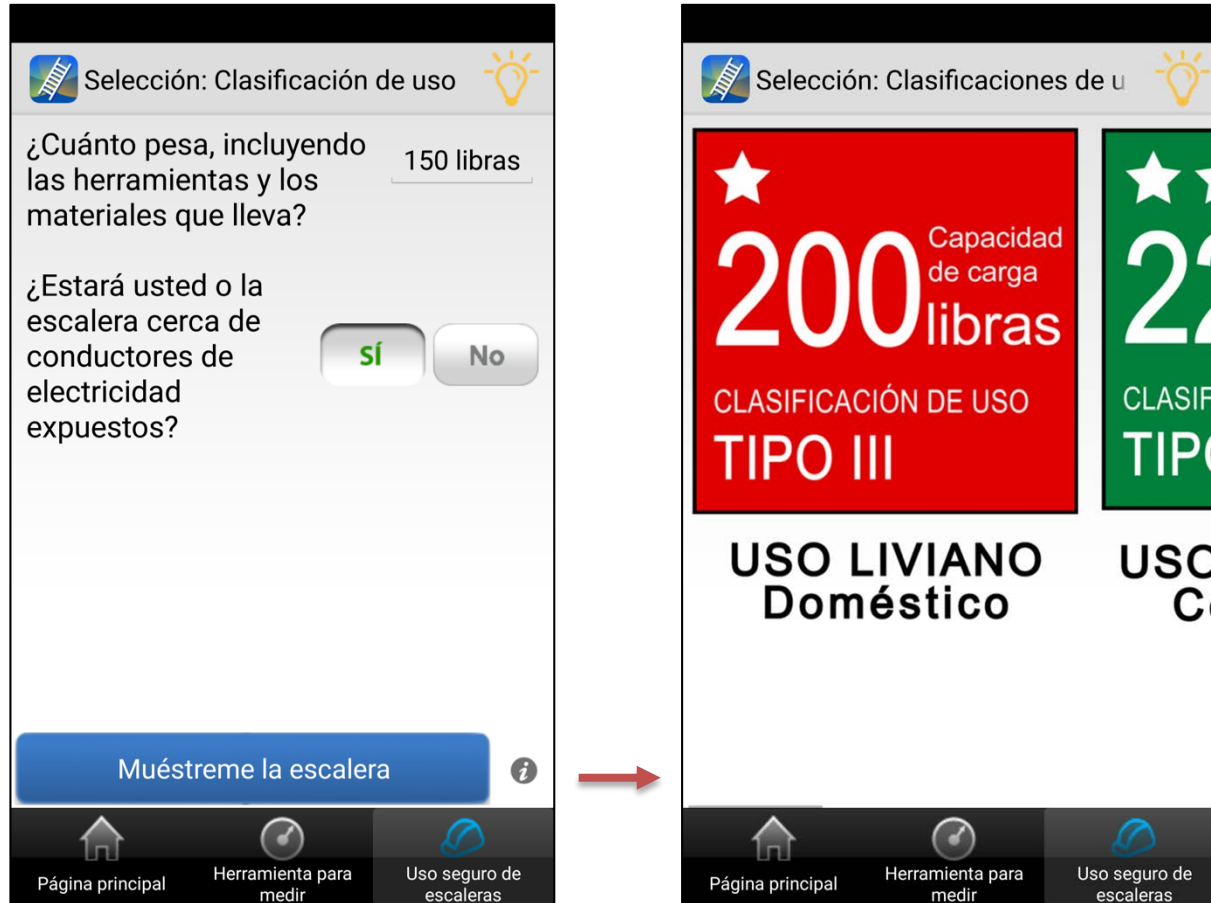 Selección: Clasificación de uso
¿Cuánto pesa, incluyendo
las herramientas y los
materiales que lleva?
150 libras
¿Estará usted o la
escalera cerca de
conductores de
electricidad
expuestos?
SÍ
No
Muéstreme la escalera
i
Página principal
Herramienta para
medir
Uso seguro de
escaleras
Selección: Clasificaciones de u
200
Capacidad
de carga
libras
CLASIFICACIÓN DE USO
TIPO III
USO LIVIANO
Doméstico
Página principal
Herramienta para
medir
Uso seguro de
escaleras